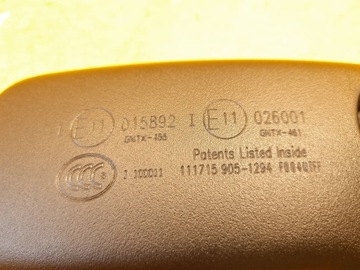 I E11 015892 I E11 026001
GNTX-455 GNTX-461
Patents Listed Inside
CCC
111715 905-1294